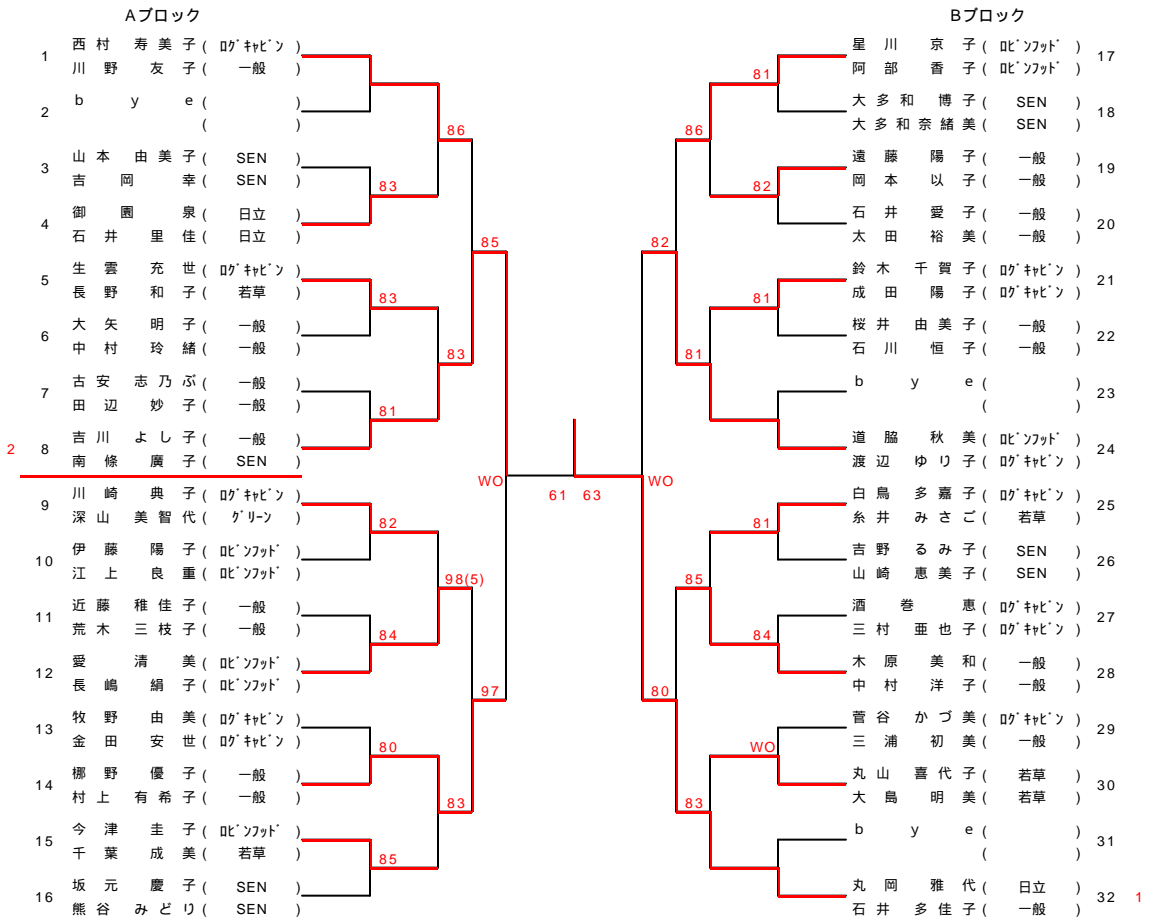 Aブロック
1 西村 寿美子 ( ログキャビン )
川野 友子 ( 一般 )
2 bye ( )
( )
3 山本 由美子 ( SEN )
吉岡 幸 ( SEN )
4 御園 泉 ( 日立 )
石井 里佳 ( 日立 )
5 生雲 充世 ( ログキャビン )
長野 和子 ( 若草 )
6 大矢 明子 ( 一般 )
中村 玲緒 ( 一般 )
7 古安 志乃ぶ ( 一般 )
田辺 妙子 ( 一般 )
2 8 吉川 よし子 ( 一般 )
南條 廣子 ( SEN )
9 川崎 典子 ( ログキャビン )
深山 美智代 ( グリーン )
10 伊藤 陽子 ( ロビンフッド )
江上 良重 ( ロビンフッド )
11 近藤 稚佳子 ( 一般 )
荒木 三枝子 ( 一般 )
12 愛 清美 ( ロビンフッド )
長嶋 絹子 ( ロビンフッド )
13 牧野 由美 ( ログキャビン )
金田 安世 ( ログキャビン )
14 梛野 優子 ( 一般 )
村上 有希子 ( 一般 )
15 今津 圭子 ( ロビンフッド )
千葉 成美 ( 若草 )
16 坂元 慶子 ( SEN )
熊谷 みどり ( SEN )
83
83
81
82
84
80
85
86
83
98(5)
83
85
97
WO
61 63
WO
82
80
86
81
85
83
81
82
81
81
84
WO
Bブロック
星川 京子 ( ロビンフッド ) 17
阿部 香子 ( ロビンフッド )
大多和 博子 ( SEN ) 18
大多和奈緒美 ( SEN )
遠藤 陽子 ( 一般 ) 19
岡本 以子 ( 一般 )
石井 愛子 ( 一般 ) 20
太田 裕美 ( 一般 )
鈴木 千賀子 ( ログキャビン ) 21
成田 陽子 ( ログキャビン )
桜井 由美子 ( 一般 ) 22
石川 恒子 ( 一般 )
bye ( ) 23
( )
道脇 秋美 ( ロビンフッド ) 24
渡辺 ゆり子 ( ログキャビン )
白鳥 多嘉子 ( ログキャビン ) 25
糸井 みさご ( 若草 )
吉野 るみ子 ( SEN ) 26
山崎 恵美子 ( SEN )
酒巻 恵 ( ログキャビン ) 27
三村 亜也子 ( ログキャビン )
木原 美和 ( 一般 ) 28
中村 洋子 ( 一般 )
菅谷 かづ美 ( ログキャビン ) 29
三浦 初美 ( 一般 )
丸山 喜代子 ( 若草 ) 30
大島 明美 ( 若草 )
bye ( ) 31
( )
丸岡 雅代 ( 日立 ) 32 1
石井 多佳子 ( 一般 )